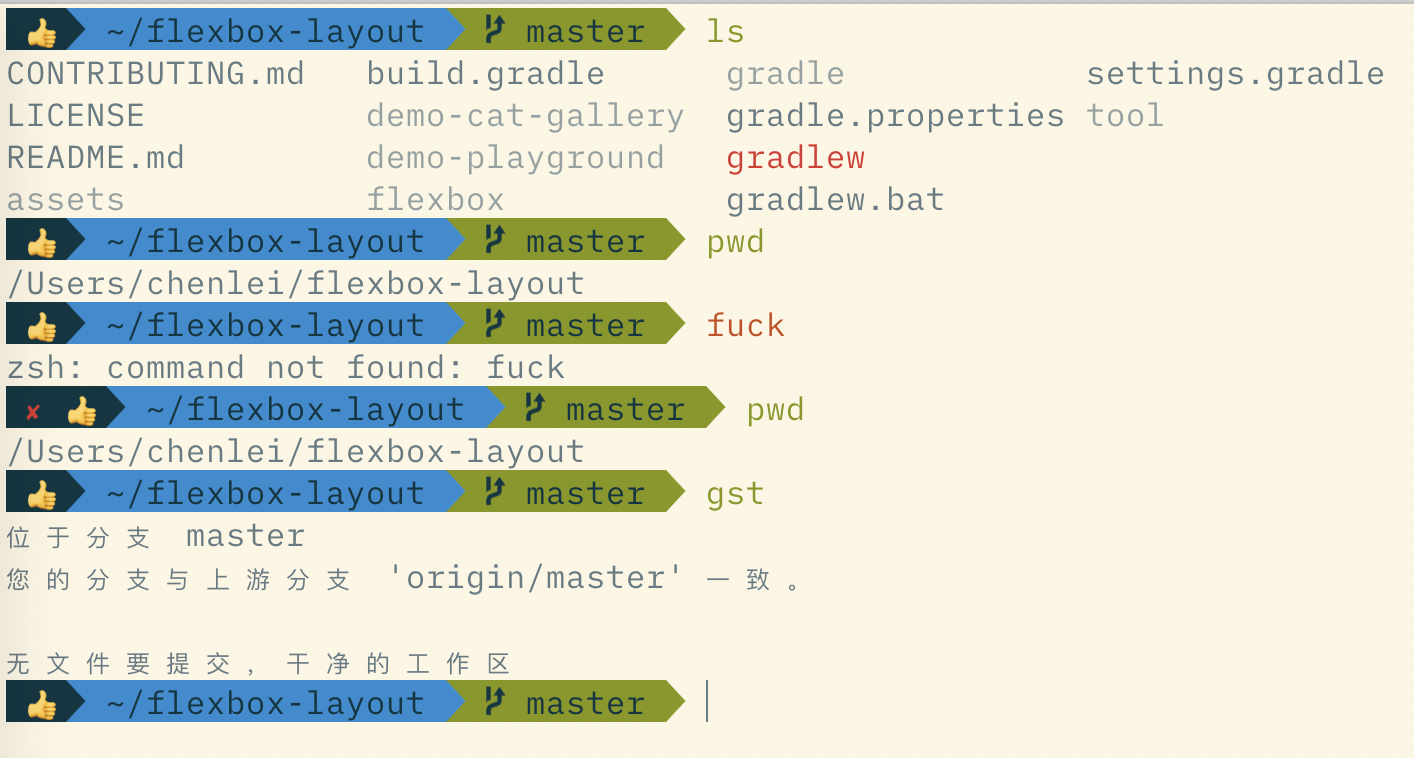 👍 ~/flexbox-layout master ls
CONTRIBUTING.md build.gradle gradle settings.gradle
LICENSE demo-cat-gallery gradle.properties tool
README.md demo-playground gradlew
assets flexbox gradlew.bat
👍 ~/flexbox-layout master pwd
/Users/chenlei/flexbox-layout
👍 ~/flexbox-layout master fuck
zsh: command not found: fuck
✘ 👍 ~/flexbox-layout master pwd
/Users/chenlei/flexbox-layout
👍 ~/flexbox-layout master gst
位于分支 master
您的分支与上游分支 'origin/master' 一致。
无文件要提交，干净的工作区
👍 ~/flexbox-layout master